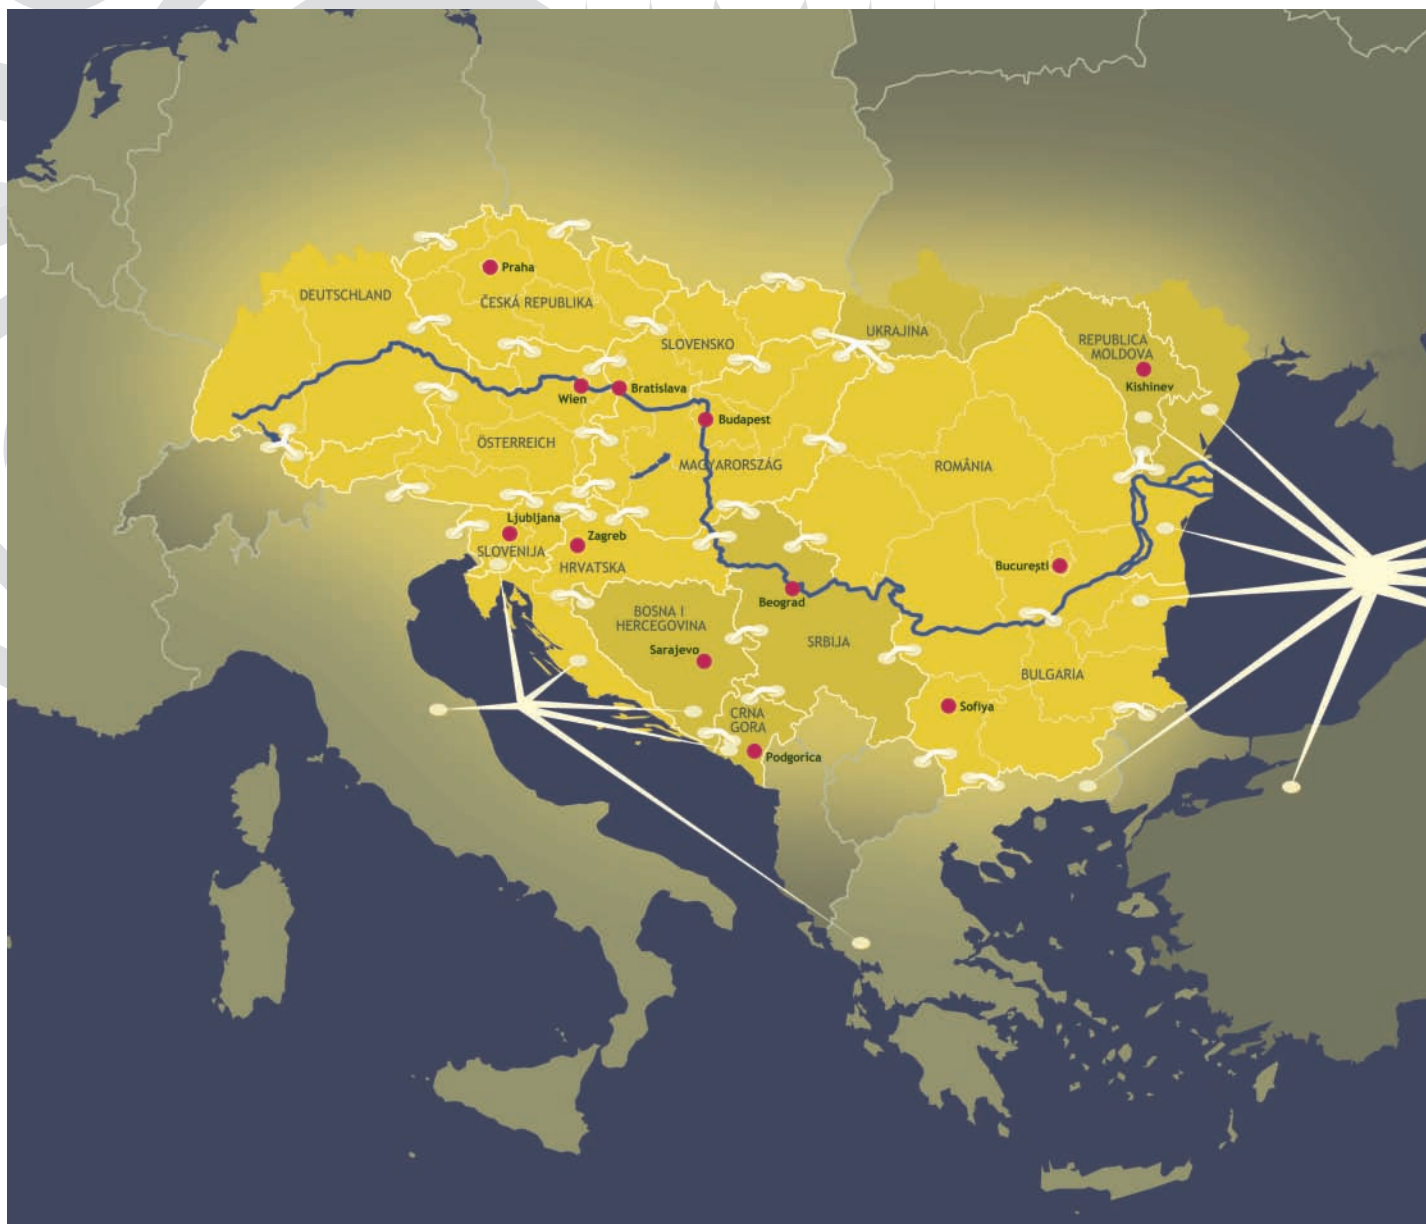 Praha
DEUTSCHLAND
ČESKÁ REPUBLIKA
UKRAJINA
SLOVENSKO
REPUBLICA
MOLDOVA
Kishinev
Wien
Bratislava
Budapest
ÖSTERREICH
MAGYARORSZÁG
ROMÂNIA
Ljubljana
SLOVENIJA
Zagreb
HRVATSKA
București
Beograd
BOSNA I
HERCEGOVINA
Sarajevo
SRBIJA
BULGARIA
Sofiya
CRNA
GORA
Podgorica